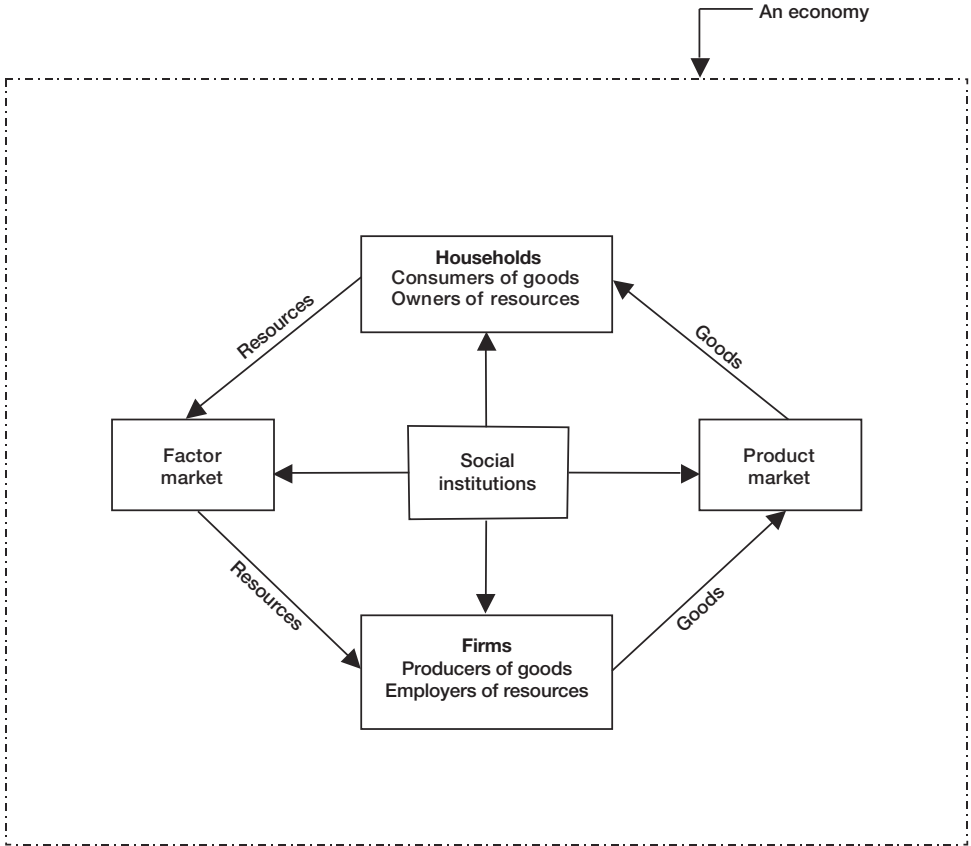 An economy
Households
Consumers of goods
Owners of resources
Resources
Goods
Factor
market
Social
institutions
Product
market
Resources
Goods
Firms
Producers of goods
Employers of resources